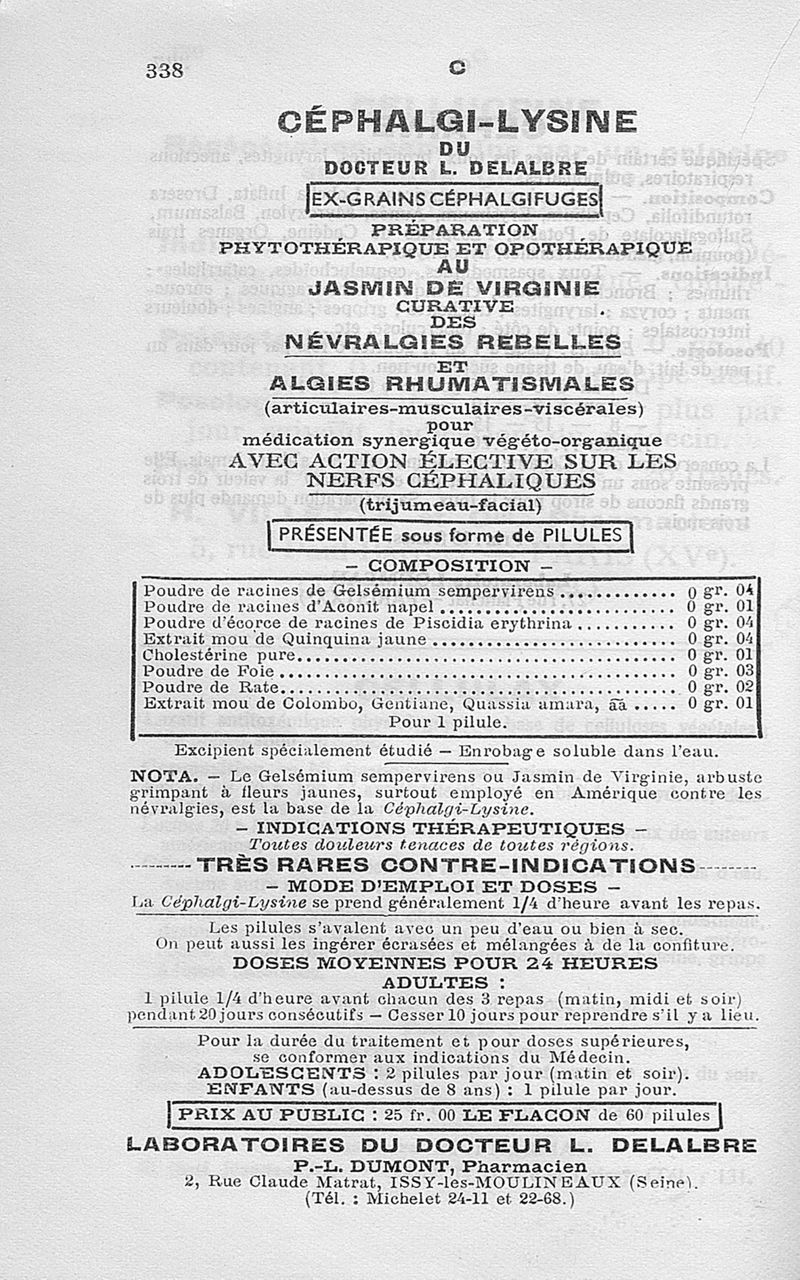 338
C
CÉPHALGI-LYSINE
DU
DOCTEUR L. DELALBRE
EX-GRAINS CÉPHALGIFUGES
PRÉPARATION
PHYTOTHÉRAPIQUE ET OPOTHÉRAPIQUE
AU
JASMIN DE VIRGINIE
CURATIVE
DES
NÉVRALGIES REBELLES
ET
ALGIES RHUMATISMALES
(articulaires-musculaires-viscérales)
pour
médication synergique végéto-organique
AVEC ACTION ÉLECTIVE SUR LES
NERFS CÉPHALIQUES
(trijumeau-facial)
PRÉSENTÉE sous forme de PILULES
– COMPOSITION –
Poudre de racines de Gelsémium sempervirens ............. 0 gr. 04
Poudre de racines d'Aconit napel ......................... 0 gr. 01
Poudre d'écorce de racines de Piscidia erythrina ........... 0 gr. 04
Extrait mou de Quinquina jaune ........................... 0 gr. 04
Cholestérine pure.......................................... 0 gr. 01
Poudre de Foie ............................................ 0 gr. 03
Poudre de Rate............................................ 0 gr. 02
Extrait mou de Colombo, Gentiane, Quassia amara, āā ..... 0 gr. 01
Pour 1 pilule.
Excipient spécialement étudié – Enrobage soluble dans l'eau.
NOTA. – Le Gelsémium sempervirens ou Jasmin de Virginie, arbuste
grimpant à fleurs jaunes, surtout employé en Amérique contre les
névralgies, est la base de la Céphalgi-Lysine.
– INDICATIONS THÉRAPEUTIQUES –
Toutes douleurs tenaces de toutes régions.
TRÈS RARES CONTRE-INDICATIONS
– MODE D'EMPLOI ET DOSES –
La Céphalgi-Lysine se prend généralement 1/4 d'heure avant les repas.
Les pilules s'avalent avec un peu d'eau ou bien à sec.
On peut aussi les ingérer écrasées et mélangées à de la confiture.
DOSES MOYENNES POUR 24 HEURES
ADULTES :
1 pilule 1/4 d'heure avant chacun des 3 repas (matin, midi et soir)
pendant 20 jours consécutifs – Cesser 10 jours pour reprendre s'il y a lieu.
Pour la durée du traitement et pour doses supérieures,
se conformer aux indications du Médecin.
ADOLESCENTS : 2 pilules par jour (matin et soir).
ENFANTS (au-dessus de 8 ans) : 1 pilule par jour.
PRIX AU PUBLIC : 25 fr. 00 LE FLACON de 60 pilules
LABORATOIRES DU DOCTEUR L. DELALBRE
P.-L. DUMONT, Pharmacien
2, Rue Claude Matrat, ISSY-les-MOULINEAUX (Seine).
(Tél. : Michelet 24-11 et 22-68.)